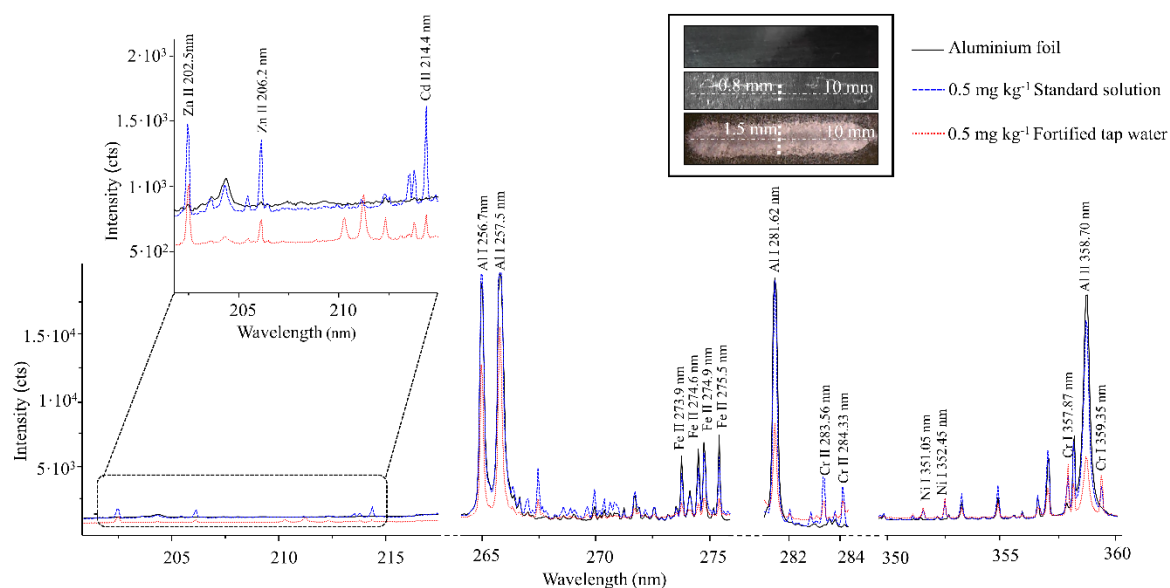 Aluminium foil
0.5 mg kg-1 Standard solution
0.5 mg kg-1 Fortified tap water
0.8 mm
10 mm
1.5 mm
10 mm
Intensity (cts)
2·10³
1.5·10³
1·10³
5·10²
Zn II 202.5nm
Zn II 206.2 nm
Cd II 214.4 nm
205
210
Wavelength (nm)
Intensity (cts)
1.5·10⁴
1·10⁴
5·10³
Al I 256.7nm
Al I 257.5 nm
Fe II 273.9 nm
Fe II 274.6 nm
Fe II 274.9 nm
Fe II 275.5 nm
Al I 281.62 nm
Cr II 283.56 nm
Cr II 284.33 nm
Ni I 351.05 nm
Ni I 352.45 nm
Cr I 357.87 nm
Al II 358.70 nm
Cr I 359.35 nm
205
210
215
265
270
275
282
284
350
355
360
Wavelength (nm)